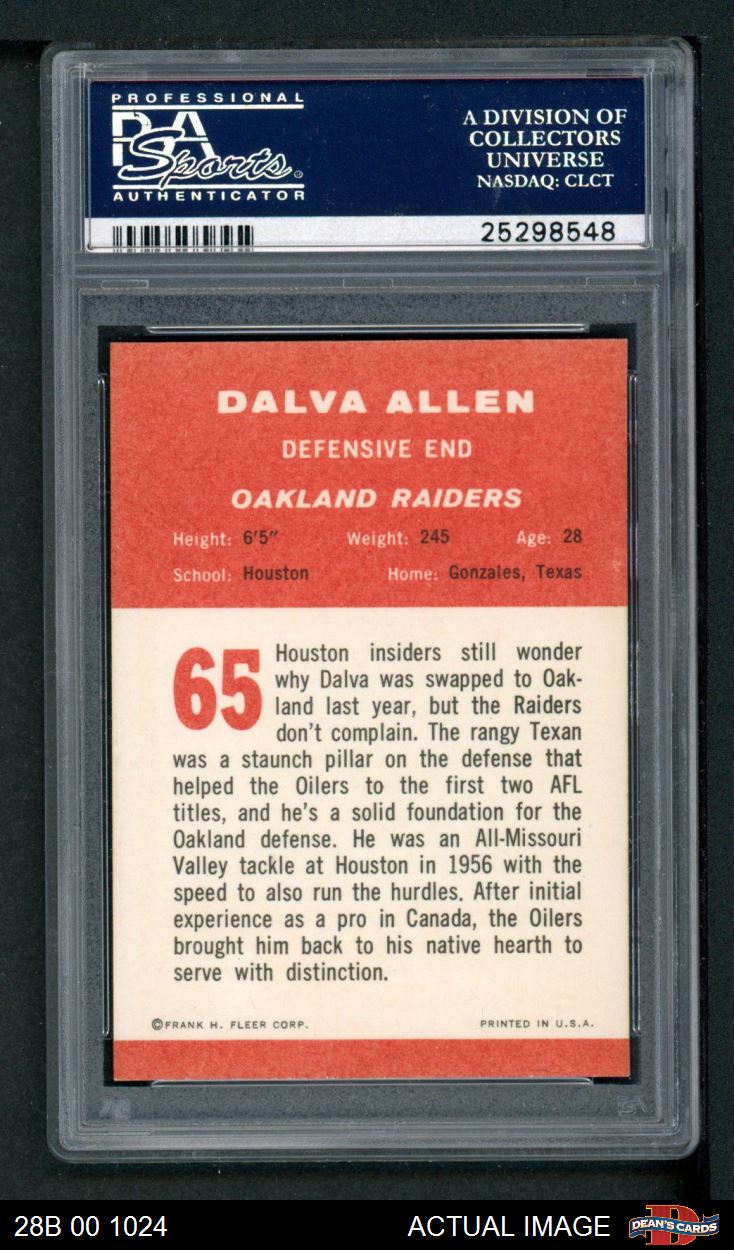 PROFESSIONAL
PSA
Sports
AUTHENTICATOR
A DIVISION OF
COLLECTORS
UNIVERSE
NASDAQ: CLCT
25298548
DALVA ALLEN
DEFENSIVE END
OAKLAND RAIDERS
Height: 6'5" Weight: 245 Age: 28
School: Houston Home: Gonzales, Texas
65
Houston insiders still wonder
why Dalva was swapped to Oak-
land last year, but the Raiders
don't complain. The rangy Texan
was a staunch pillar on the defense that
helped the Oilers to the first two AFL
titles, and he's a solid foundation for the
Oakland defense. He was an All-Missouri
Valley tackle at Houston in 1956 with the
speed to also run the hurdles. After initial
experience as a pro in Canada, the Oilers
brought him back to his native hearth to
serve with distinction.
©FRANK H. FLEER CORP. PRINTED IN U.S.A.
28B 00 1024 ACTUAL IMAGE DEAN'S CARDS